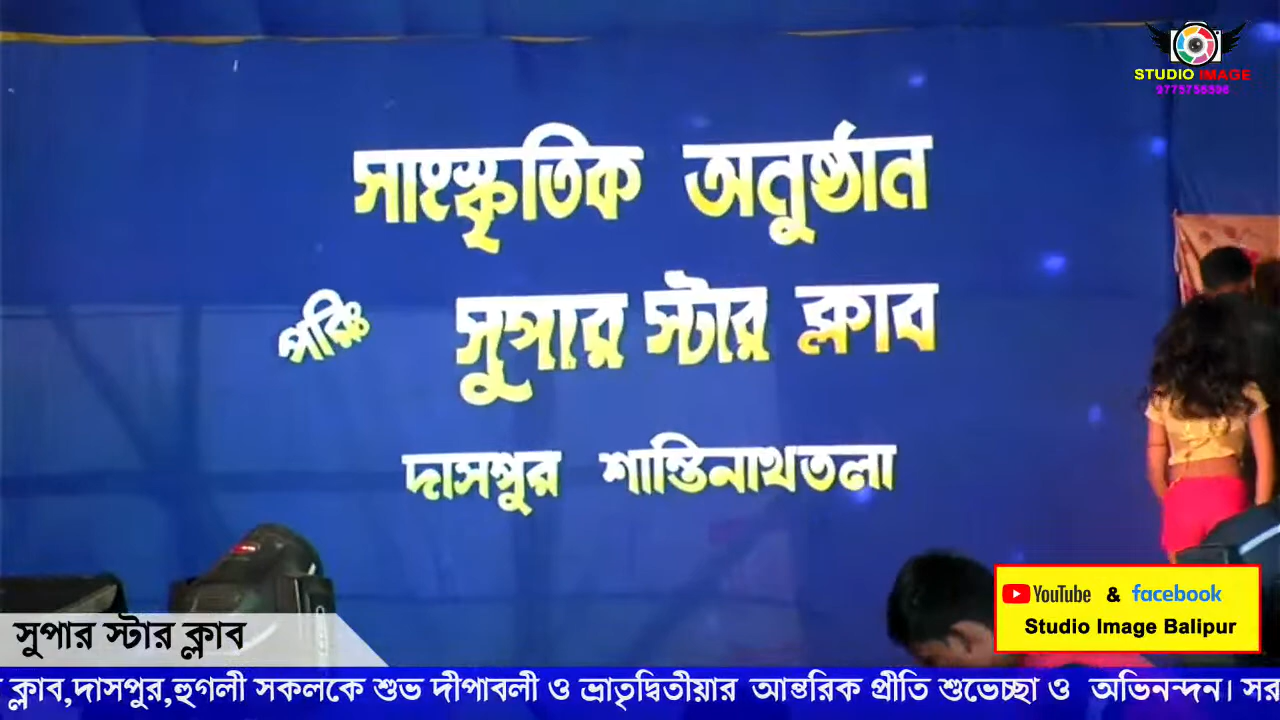 STUDIO IMAGE
9775756596
সাংস্কৃতিক অনুষ্ঠান
পরিঃ সুপার স্টার ক্লাব
দাসপুর শান্তিনাথতলা
YouTube & facebook
Studio Image Balipur
সুপার স্টার ক্লাব
ক্লাব,দাসপুর,হুগলী সকলকে শুভ দীপাবলী ও ভ্রাতৃদ্বিতীয়ার আন্তরিক প্রীতি শুভেচ্ছা ও অভিনন্দন।